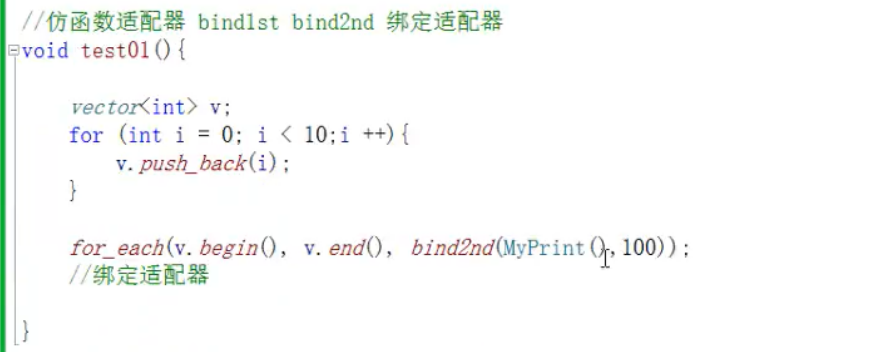 //仿函数适配器 bind1st bind2nd 绑定适配器
void test01(){
vector<int> v;
for (int i = 0; i < 10;i ++){
v.push_back(i);
}
for_each(v.begin(), v.end(), bind2nd(MyPrint(),100));
//绑定适配器
}